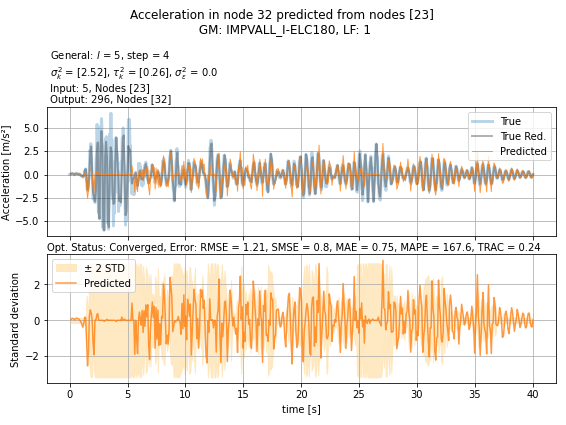 Acceleration in node 32 predicted from nodes [23]
GM: IMPVALL_I-ELC180, LF: 1
General: l = 5, step = 4
σ²ₖ = [2.52], τ²ₖ = [0.26], σ²ε = 0.0
Input: 5, Nodes [23]
Output: 296, Nodes [32]
Acceleration [m/s²]
5.0
2.5
0.0
−2.5
−5.0
True
True Red.
Predicted
Opt. Status: Converged, Error: RMSE = 1.21, SMSE = 0.8, MAE = 0.75, MAPE = 167.6, TRAC = 0.24
Standard deviation
2
0
−2
± 2 STD
Predicted
0 5 10 15 20 25 30 35 40
time [s]